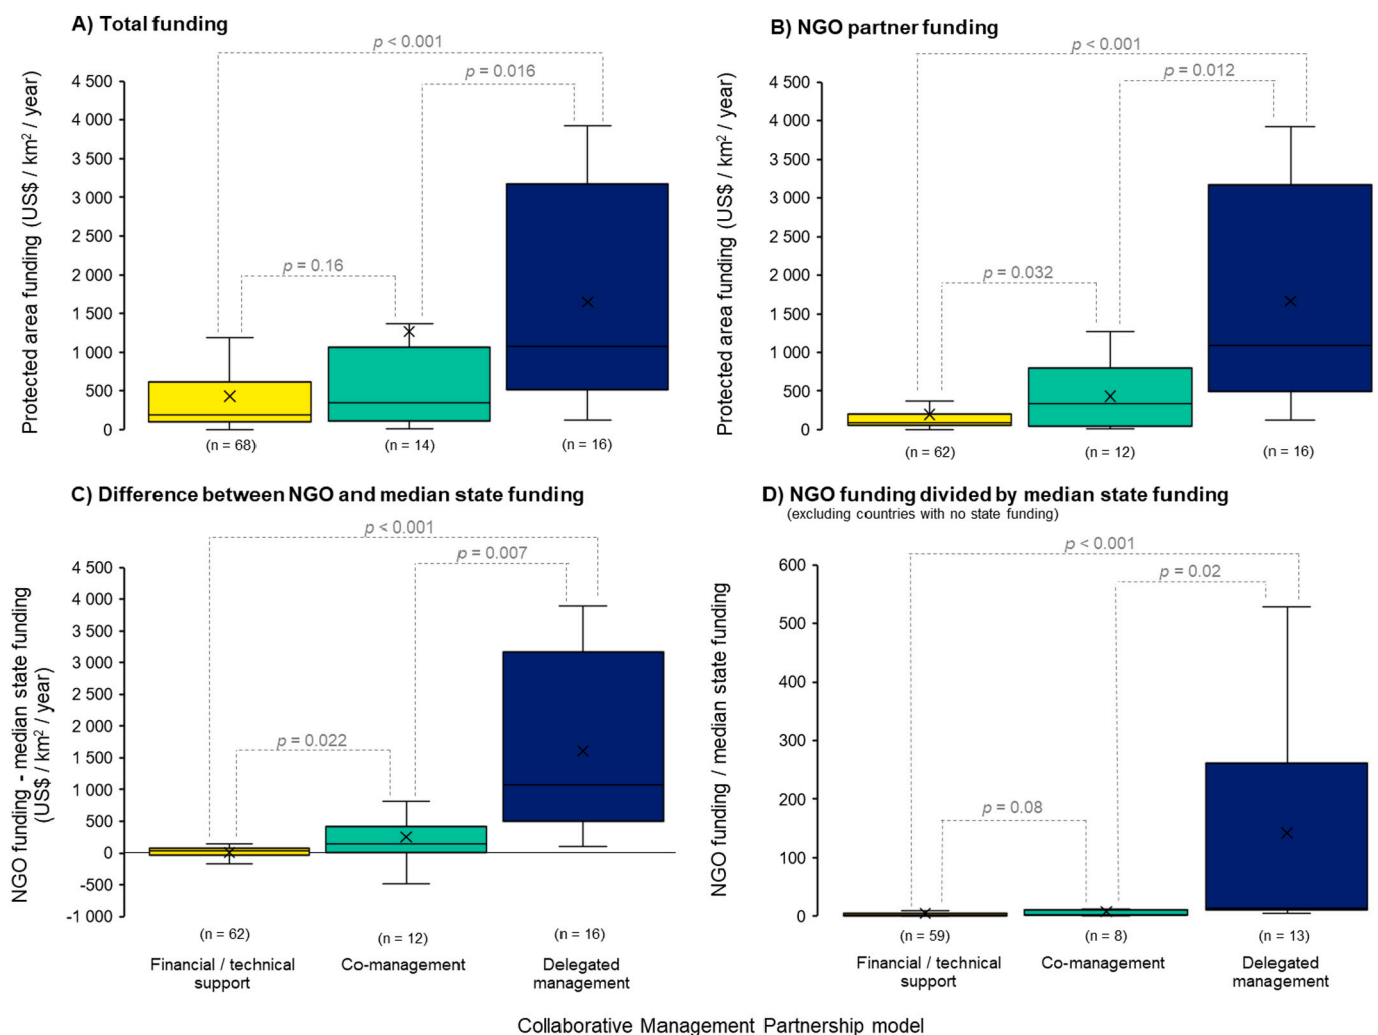 A) Total funding
p < 0.001
p = 0.016
p = 0.16
Protected area funding (US$ / km² / year)
4 500
4 000
3 500
3 000
2 500
2 000
1 500
1 000
500
0
(n = 68)
(n = 14)
(n = 16)
B) NGO partner funding
p < 0.001
p = 0.012
p = 0.032
Protected area funding (US$ / km² / year)
4 500
4 000
3 500
3 000
2 500
2 000
1 500
1 000
500
0
(n = 62)
(n = 12)
(n = 16)
C) Difference between NGO and median state funding
p < 0.001
p = 0.007
p = 0.022
NGO funding - median state funding
(US$ / km² / year)
4 500
4 000
3 500
3 000
2 500
2 000
1 500
1 000
500
0
-500
-1 000
(n = 62)
(n = 12)
(n = 16)
Financial / technical
support
Co-management
Delegated
management
D) NGO funding divided by median state funding
(excluding countries with no state funding)
p < 0.001
p = 0.02
p = 0.08
NGO funding / median state funding
600
500
400
300
200
100
0
(n = 59)
(n = 8)
(n = 13)
Financial / technical
support
Co-management
Delegated
management
Collaborative Management Partnership model